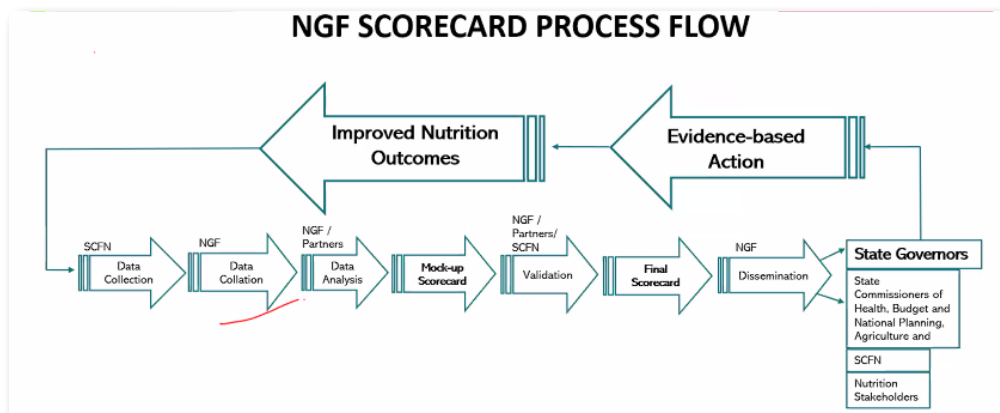 NGF SCORECARD PROCESS FLOW
Improved Nutrition
Outcomes
Evidence-based
Action
SCFN
Data
Collection
NGF
Data
Collation
NGF /
Partners
Data
Analysis
Mock-up
Scorecard
NGF /
Partners/
SCFN
Validation
Final
Scorecard
NGF
Dissemination
State Governors
State
Commissioners of
Health, Budget and
National Planning,
Agriculture and
SCFN
Nutrition
Stakeholders